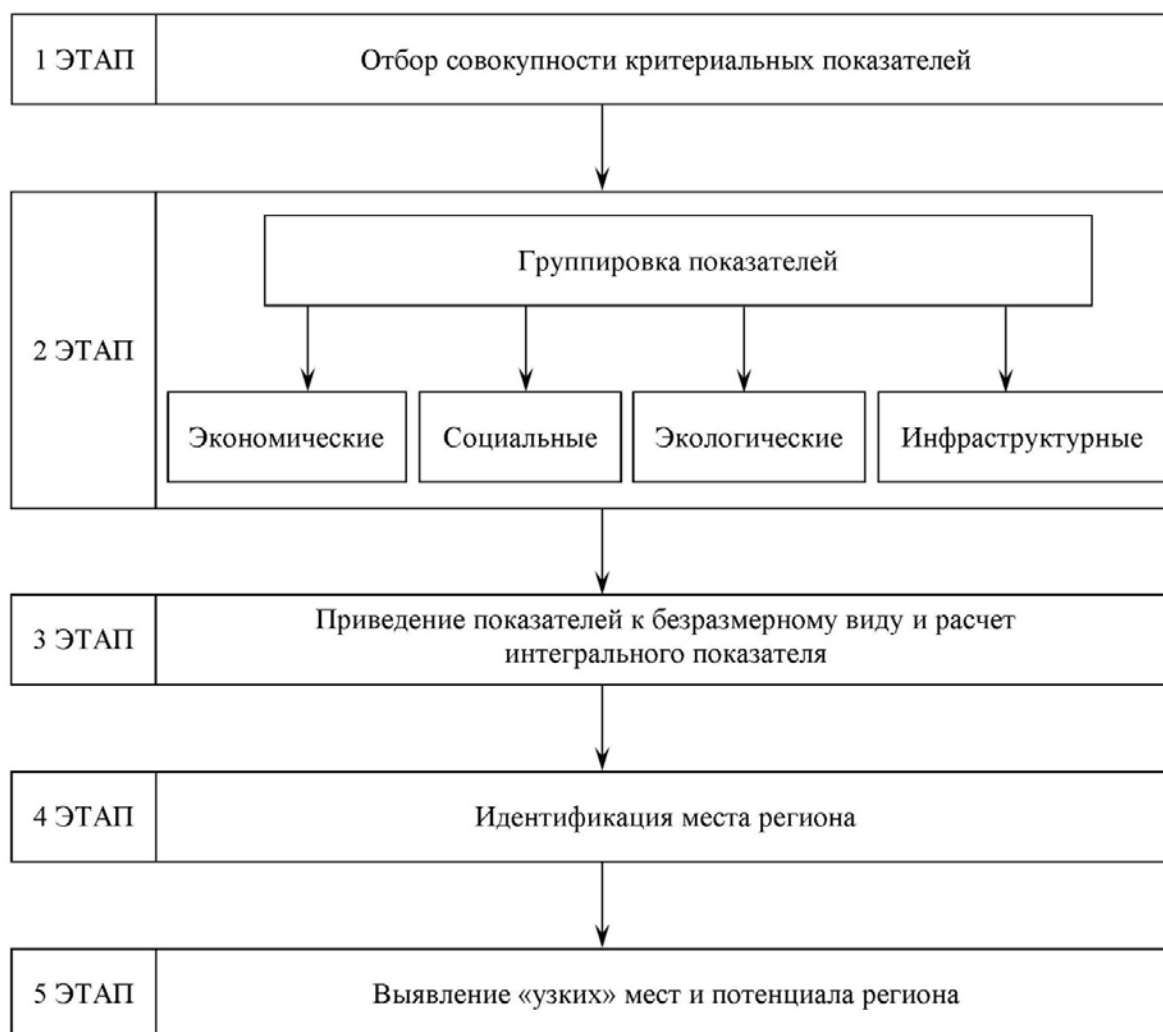 1 ЭТАП
Отбор совокупности критериальных показателей
2 ЭТАП
Группировка показателей
Экономические
Социальные
Экологические
Инфраструктурные
3 ЭТАП
Приведение показателей к безразмерному виду и расчет
интегрального показателя
4 ЭТАП
Идентификация места региона
5 ЭТАП
Выявление «узких» мест и потенциала региона